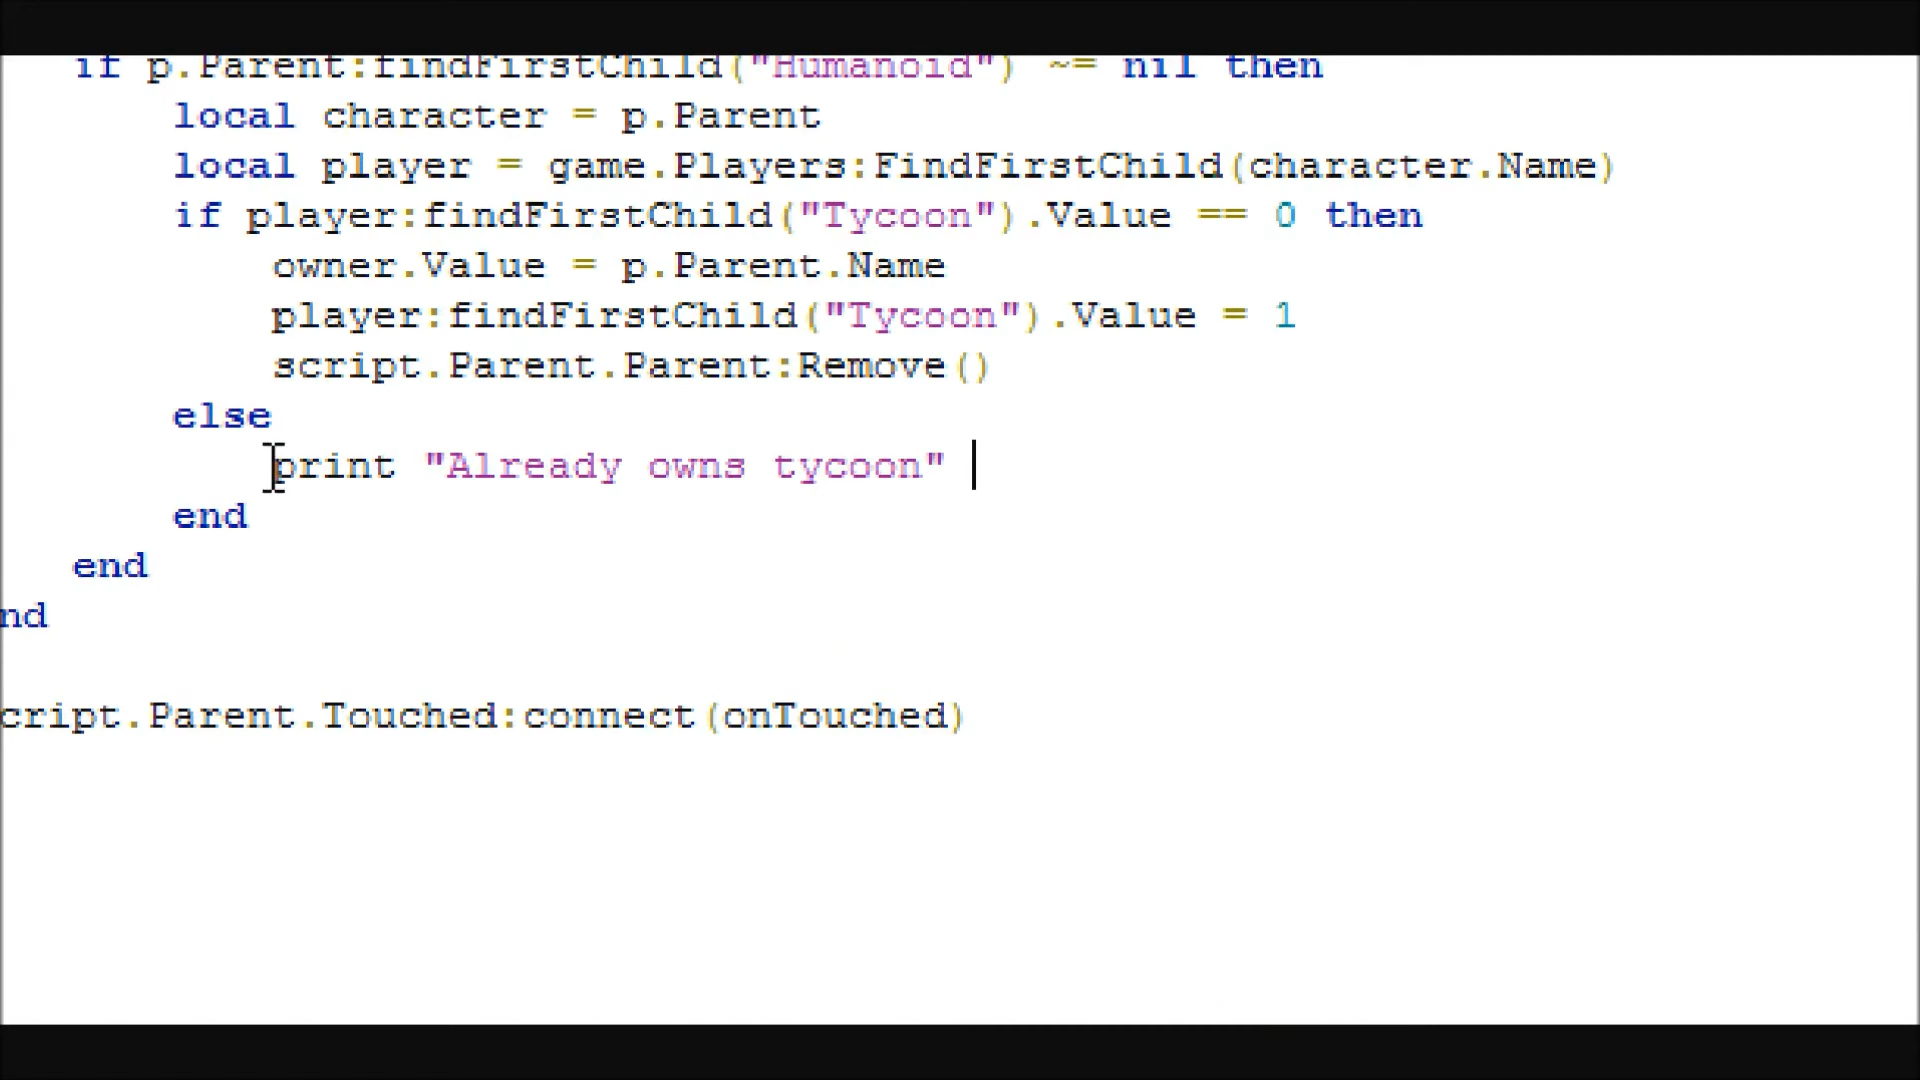 if p.Parent:findFirstChild("Humanoid") ~= nil then
local character = p.Parent
local player = game.Players:FindFirstChild(character.Name)
if player:findFirstChild("Tycoon").Value == 0 then
owner.Value = p.Parent.Name
player:findFirstChild("Tycoon").Value = 1
script.Parent.Parent:Remove()
else
print "Already owns tycoon"
end
end
nd
cript.Parent.Touched:connect(onTouched)